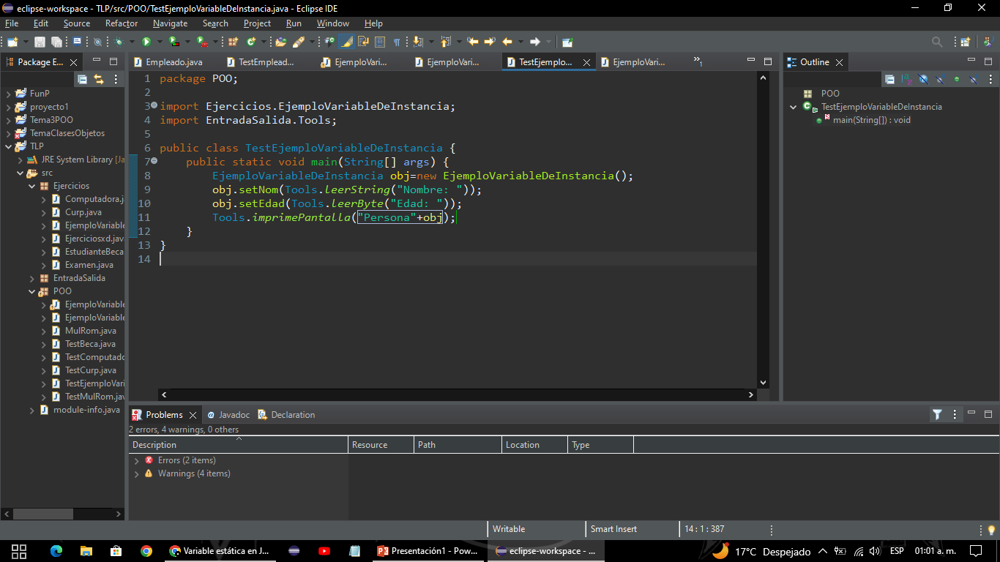 eclipse-workspace - TLP/src/POO/TestEjemploVariableDeInstancia.java - Eclipse IDE
File Edit Source Refactor Navigate Search Project Run Window Help
Package E...
FunP
proyecto1
Tema3POO
TemaClasesObjetos
TLP
JRE System Library [Ja
src
Ejercicios
Computadora.j
Curp.java
EjemploVariable
Ejerciciosxd.jav
EstudianteBeca
Examen.java
EntradaSalida
POO
EjemploVariable
EjemploVariable
MulRom.java
TestBeca.java
TestComputado
TestCurp.java
TestEjemploVari
TestMulRom.jav
module-info.java
Empleado.java TestEmplead... EjemploVari... EjemploVari... TestEjemplo... EjemploVari... »1
1 package POO;
2
3 import Ejercicios.EjemploVariableDeInstancia;
4 import EntradaSalida.Tools;
5
6 public class TestEjemploVariableDeInstancia {
7 public static void main(String[] args) {
8 EjemploVariableDeInstancia obj=new EjemploVariableDeInstancia();
9 obj.setNom(Tools.leerString("Nombre: "));
10 obj.setEdad(Tools.leerByte("Edad: "));
11 Tools.imprimePantalla("Persona"+obj);
12 }
13 }
14
Outline
POO
TestEjemploVariableDeInstancia
main(String[]) : void
Problems Javadoc Declaration
2 errors, 4 warnings, 0 others
Description Resource Path Location Type
Errors (2 items)
Warnings (4 items)
Writable Smart Insert 14 : 1 : 387
Variable estática en J... Presentación1 - Pow... eclipse-workspace - ... 17°C Despejado ESP 01:01 a. m.